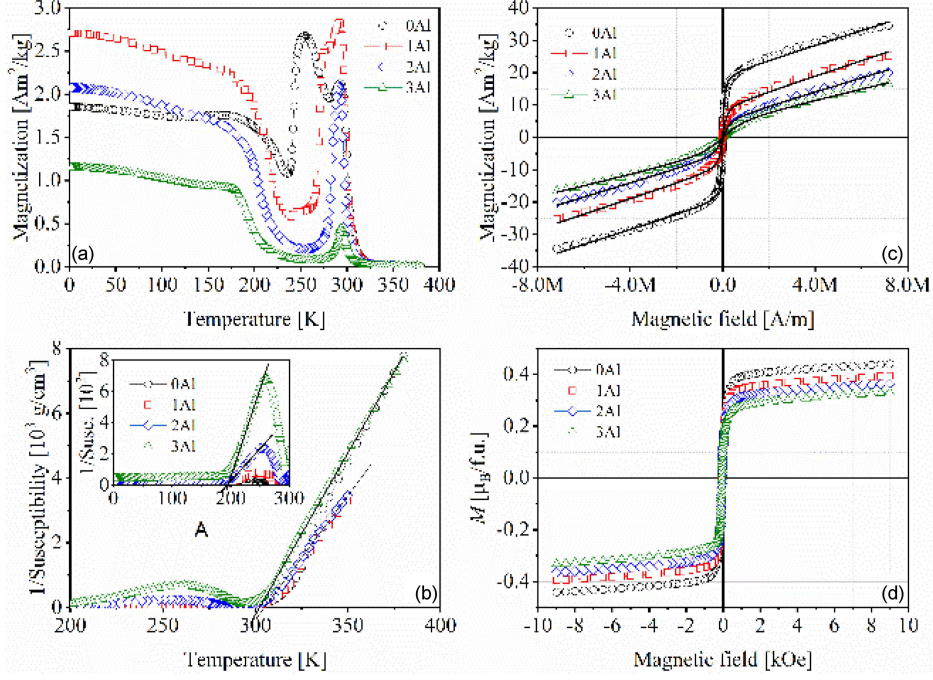 3.0
2.5
2.0
1.5
1.0
0.5
0.0
0 50 100 150 200 250 300 350 400
Magnetization [Am²/kg]
Temperature [K]
0Al
1Al
2Al
3Al
(a)
40
30
20
10
0
-10
-20
-30
-40
-8.0M -4.0M 0.0 4.0M 8.0M
Magnetization [Am²/kg]
Magnetic field [A/m]
0Al
1Al
2Al
3Al
(c)
8
6
4
2
0
200 250 300 350 400
1/Susceptibility [10³ g/cm³]
Temperature [K]
8
6
4
2
0
0 100 200 300
1/Susc. [10²]
0Al
1Al
2Al
3Al
A
(b)
0.4
0.2
0.0
-0.2
-0.4
-10 -8 -6 -4 -2 0 2 4 6 8 10
M [μB/f.u.]
Magnetic field [kOe]
0Al
1Al
2Al
3Al
(d)